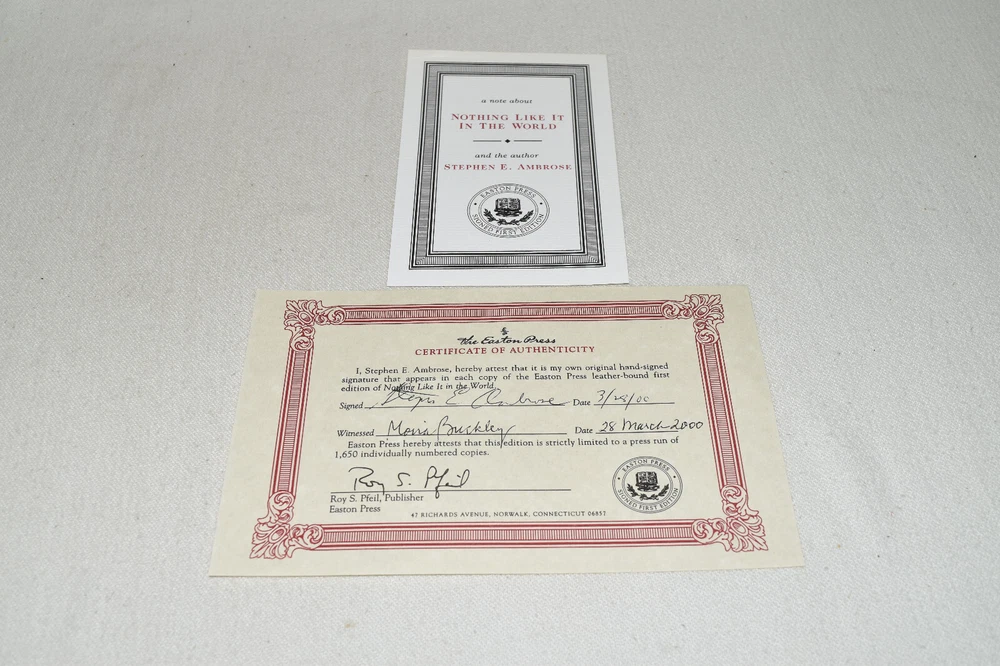 a note about
NOTHING LIKE IT
IN THE WORLD
and the author
STEPHEN E. AMBROSE
EASTON PRESS
SIGNED FIRST EDITION
The Easton Press
CERTIFICATE OF AUTHENTICITY
I, Stephen E. Ambrose, hereby attest that it is my own original hand-signed
signature that appears in each copy of the Easton Press leather-bound first
edition of Nothing Like It in the World.
Signed Stephen E Ambrose Date 3/28/00
Witnessed Moira Buckley Date 28 March 2000
Easton Press hereby attests that this edition is strictly limited to a press run of
1,650 individually numbered copies.
Roy S. Pfeil
Roy S. Pfeil, Publisher
Easton Press
EASTON PRESS
SIGNED FIRST EDITION
47 RICHARDS AVENUE, NORWALK, CONNECTICUT 06857